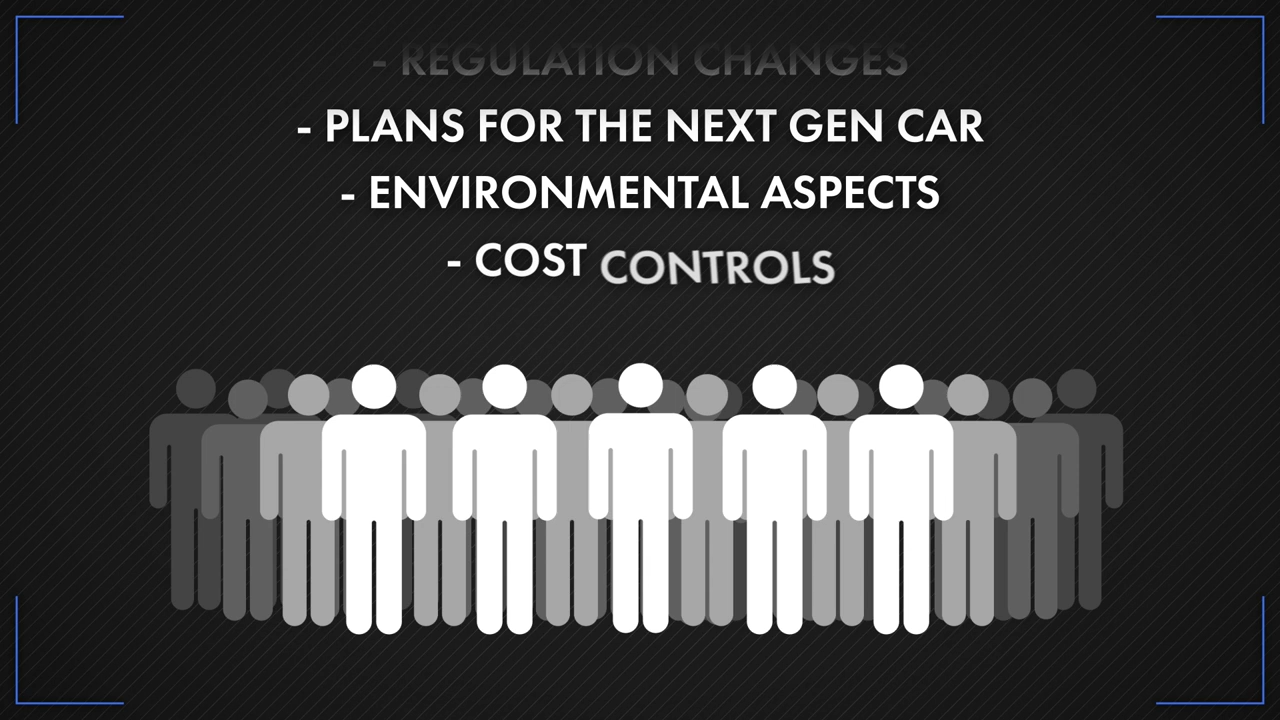 - REGULATION CHANGES
- PLANS FOR THE NEXT GEN CAR
- ENVIRONMENTAL ASPECTS
- COST CONTROLS